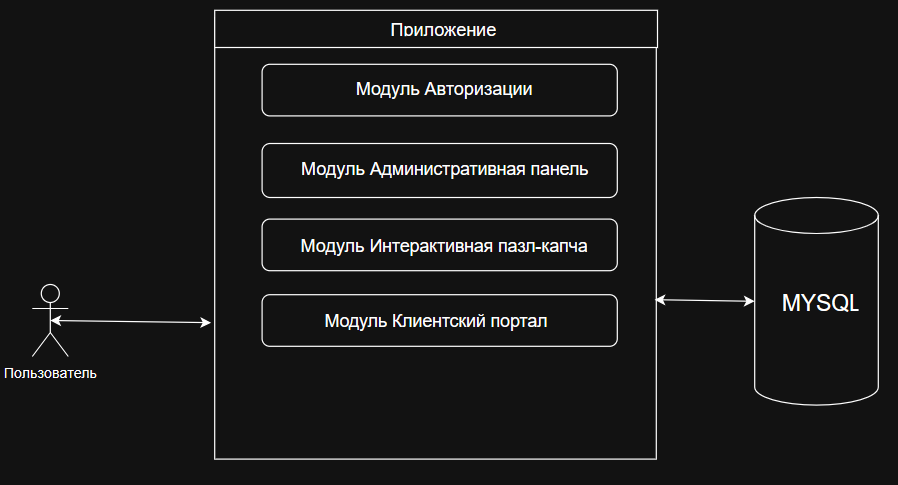 Приложение
Модуль Авторизации
Модуль Административная панель
Модуль Интерактивная пазл-капча
Модуль Клиентский портал
Пользователь
MYSQL